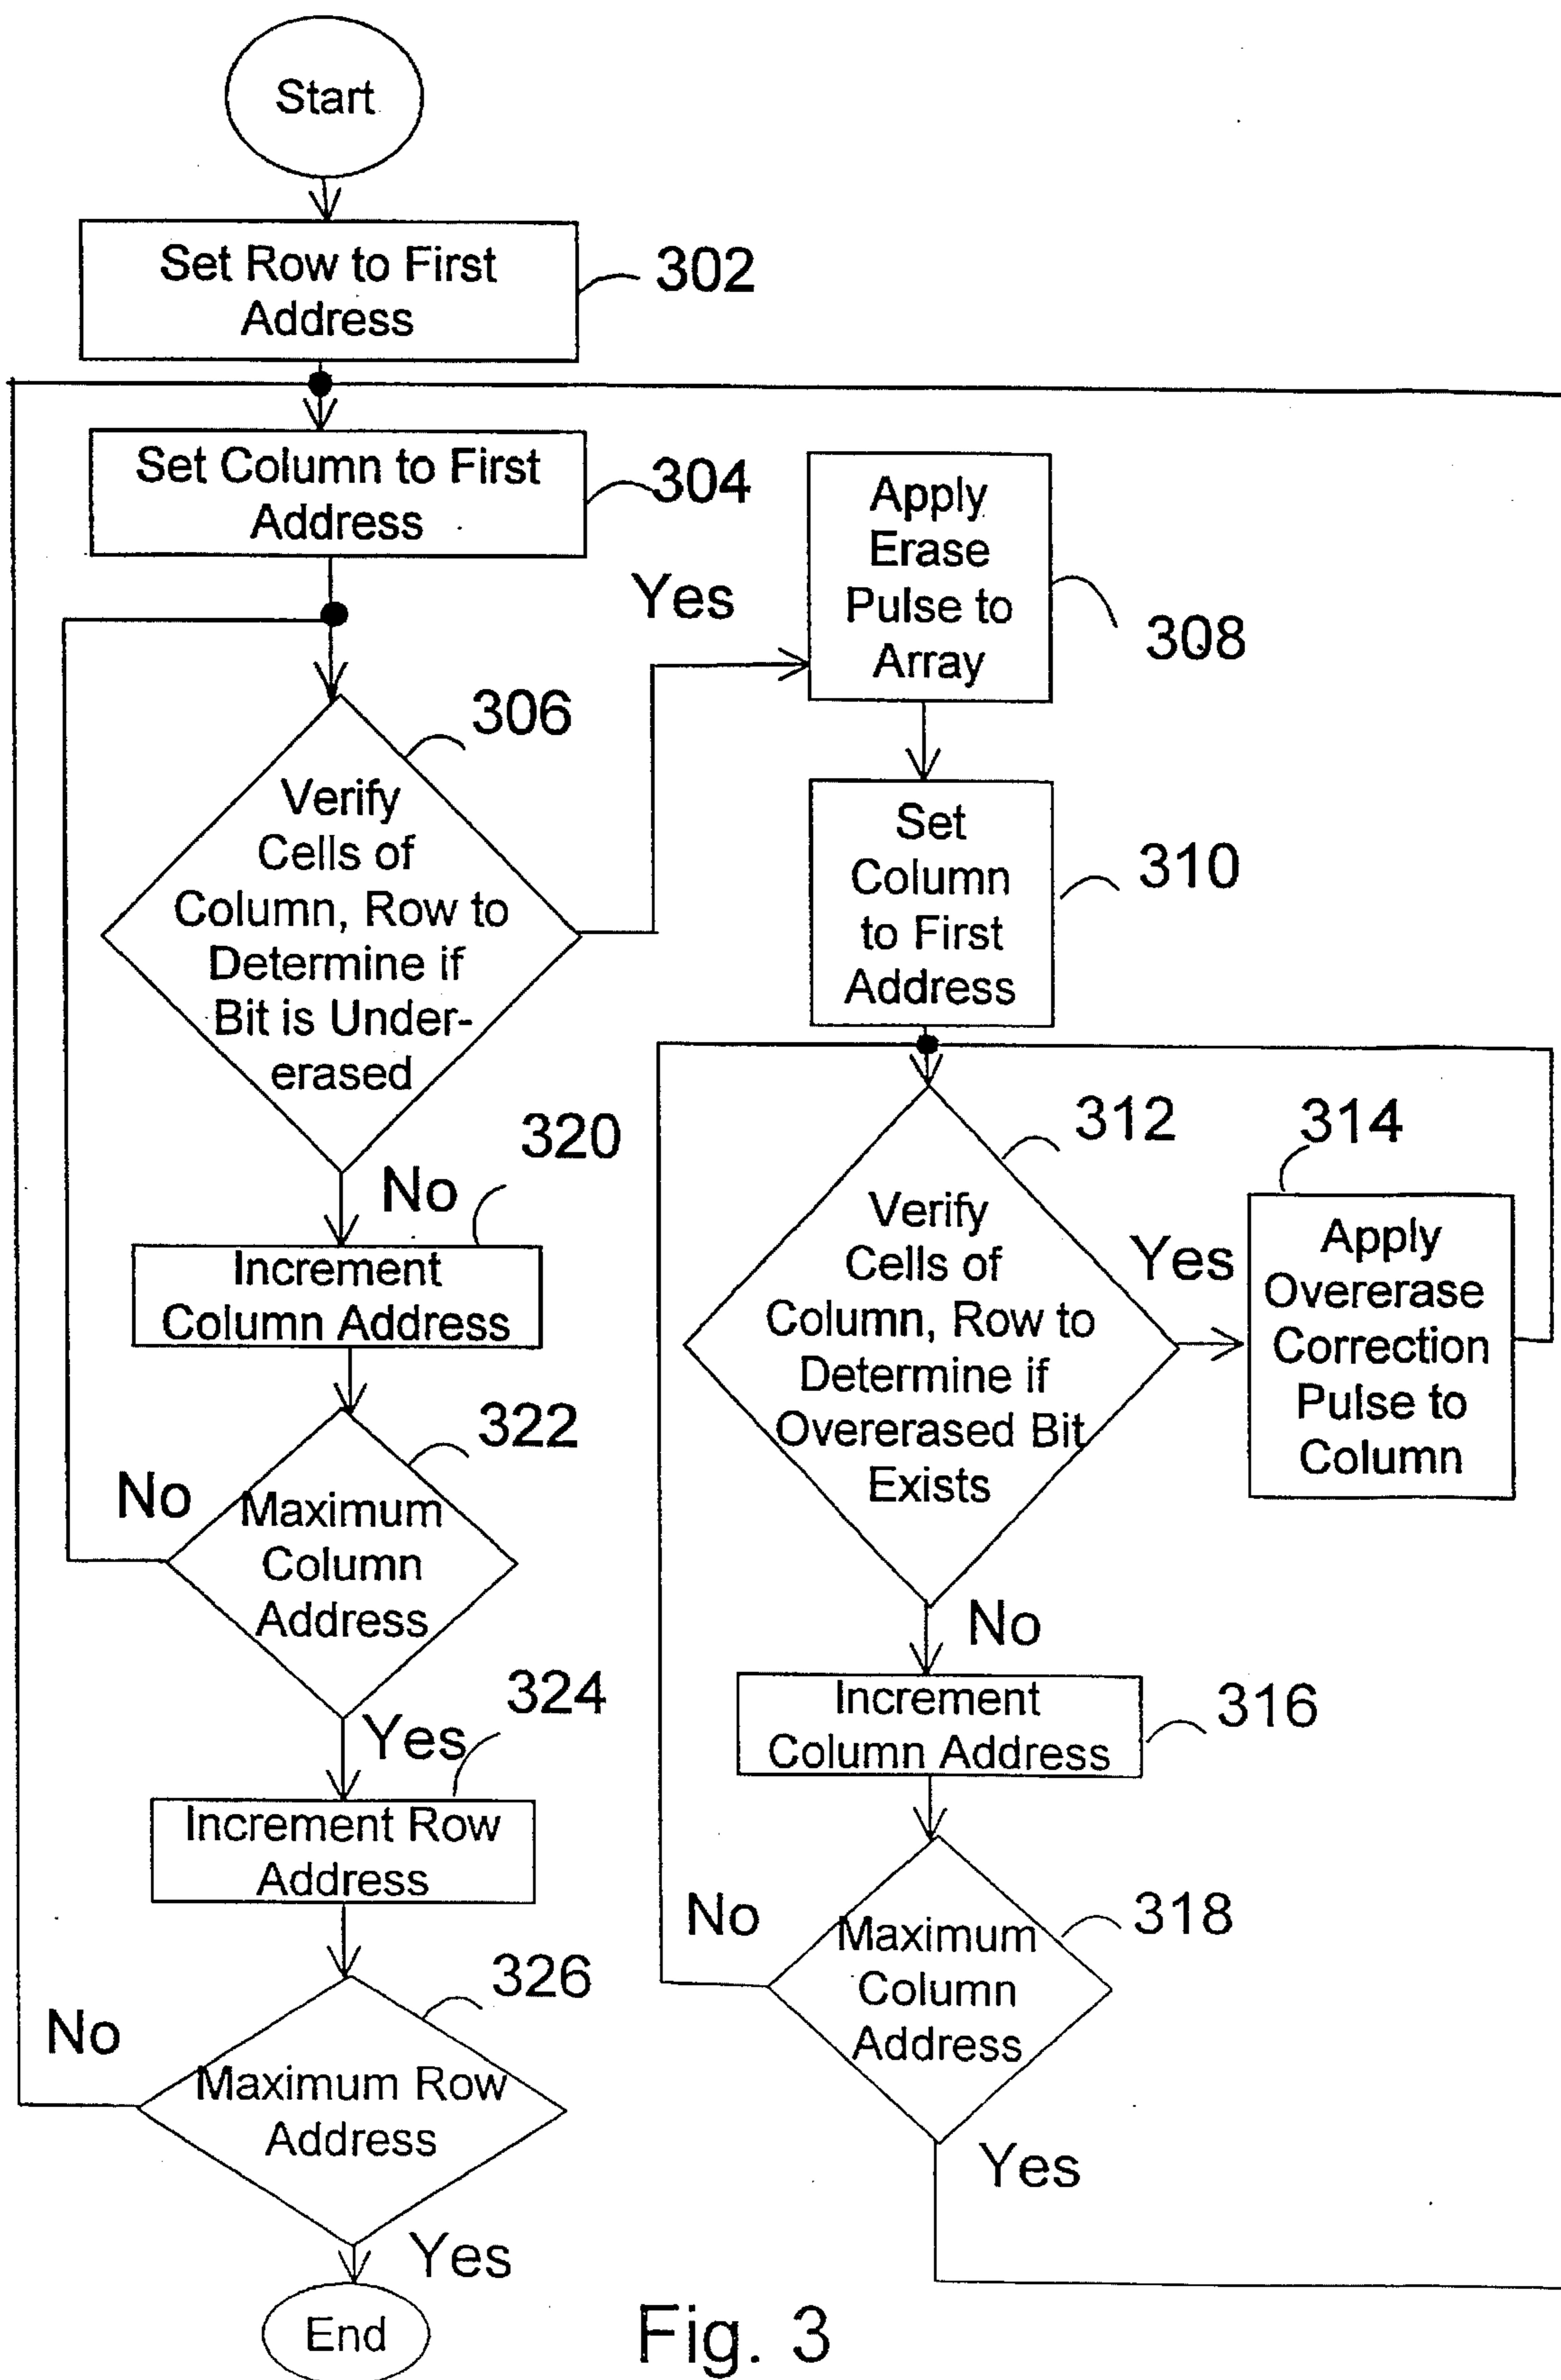 Start
Set Row to First
Address
302
Set Column to First
Address
304
Yes
Apply
Erase
Pulse to
Array
308
306
Verify
Cells of
Column, Row to
Determine if
Bit is Under-
erased
Set
Column
to First
Address
310
320
No
Increment
Column Address
312
Verify
Cells of
Column, Row to
Determine if
Overerased Bit
Exists
Yes
314
Apply
Overerase
Correction
Pulse to
Column
322
No
Maximum
Column
Address
324
Yes
Increment Row
Address
No
Increment
Column Address
316
No
Maximum
Column
Address
318
Yes
326
No
Maximum Row
Address
Yes
End
Fig. 3